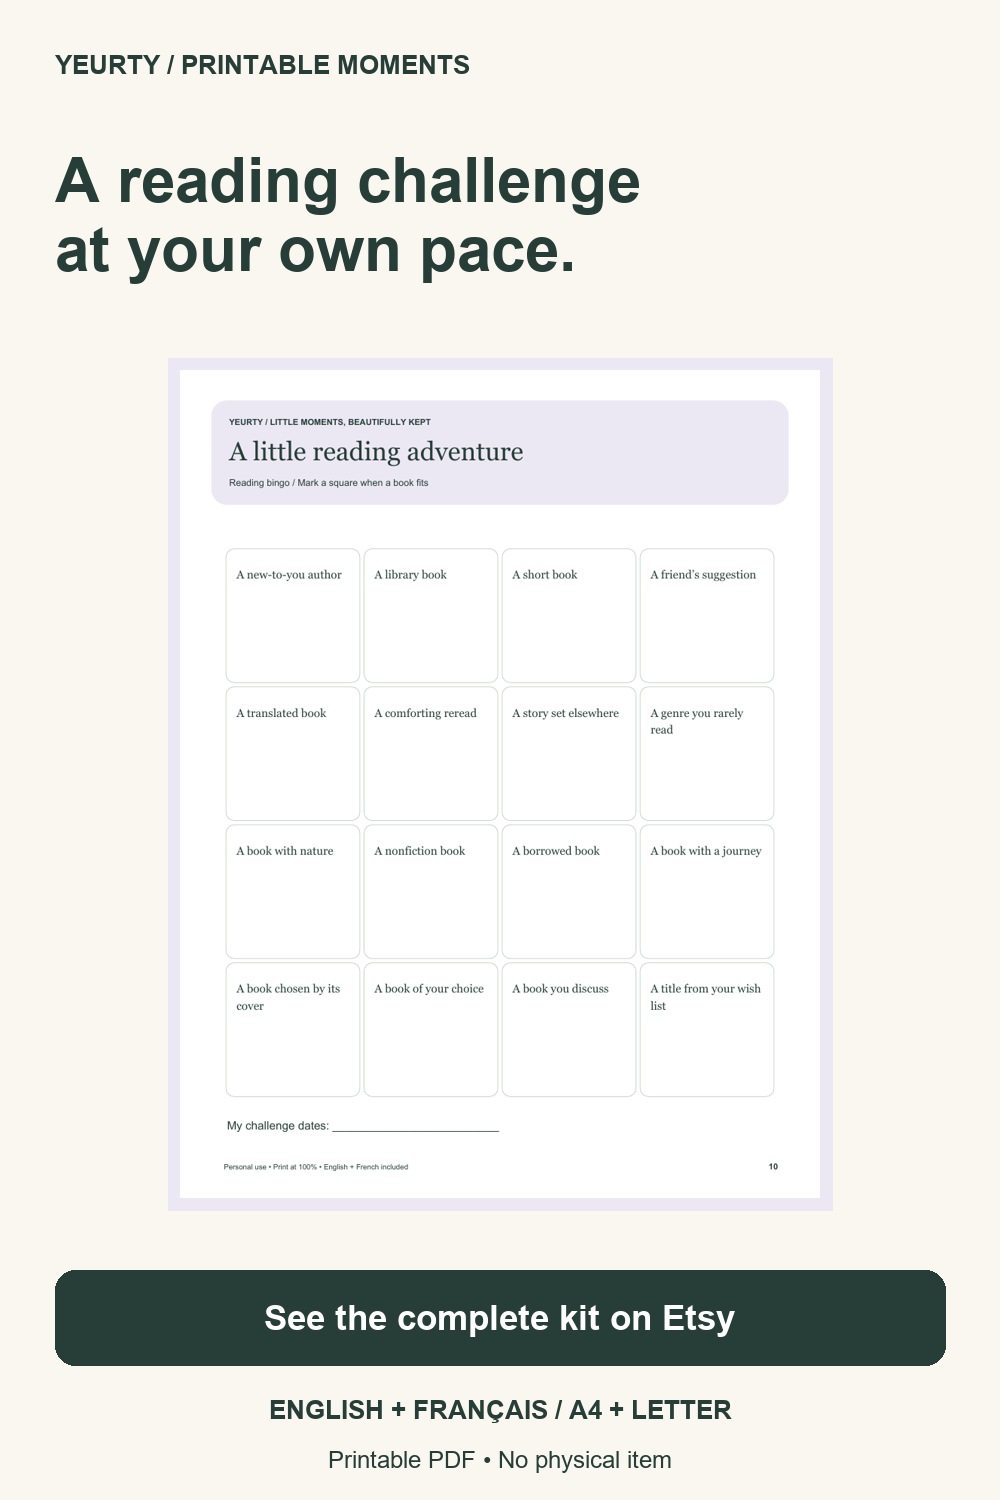 YEURTY / PRINTABLE MOMENTS
A reading challenge
at your own pace.
YEURTY / LITTLE MOMENTS, BEAUTIFULLY KEPT
A little reading adventure
Reading bingo / Mark a square when a book fits
A new-to-you author
A library book
A short book
A friend’s suggestion
A translated book
A comforting reread
A story set elsewhere
A genre you rarely
read
A book with nature
A nonfiction book
A borrowed book
A book with a journey
A book chosen by its
cover
A book of your choice
A book you discuss
A title from your wish
list
My challenge dates: __________________________
Personal use • Print at 100% • English + French included
10
See the complete kit on Etsy
ENGLISH + FRANÇAIS / A4 + LETTER
Printable PDF • No physical item